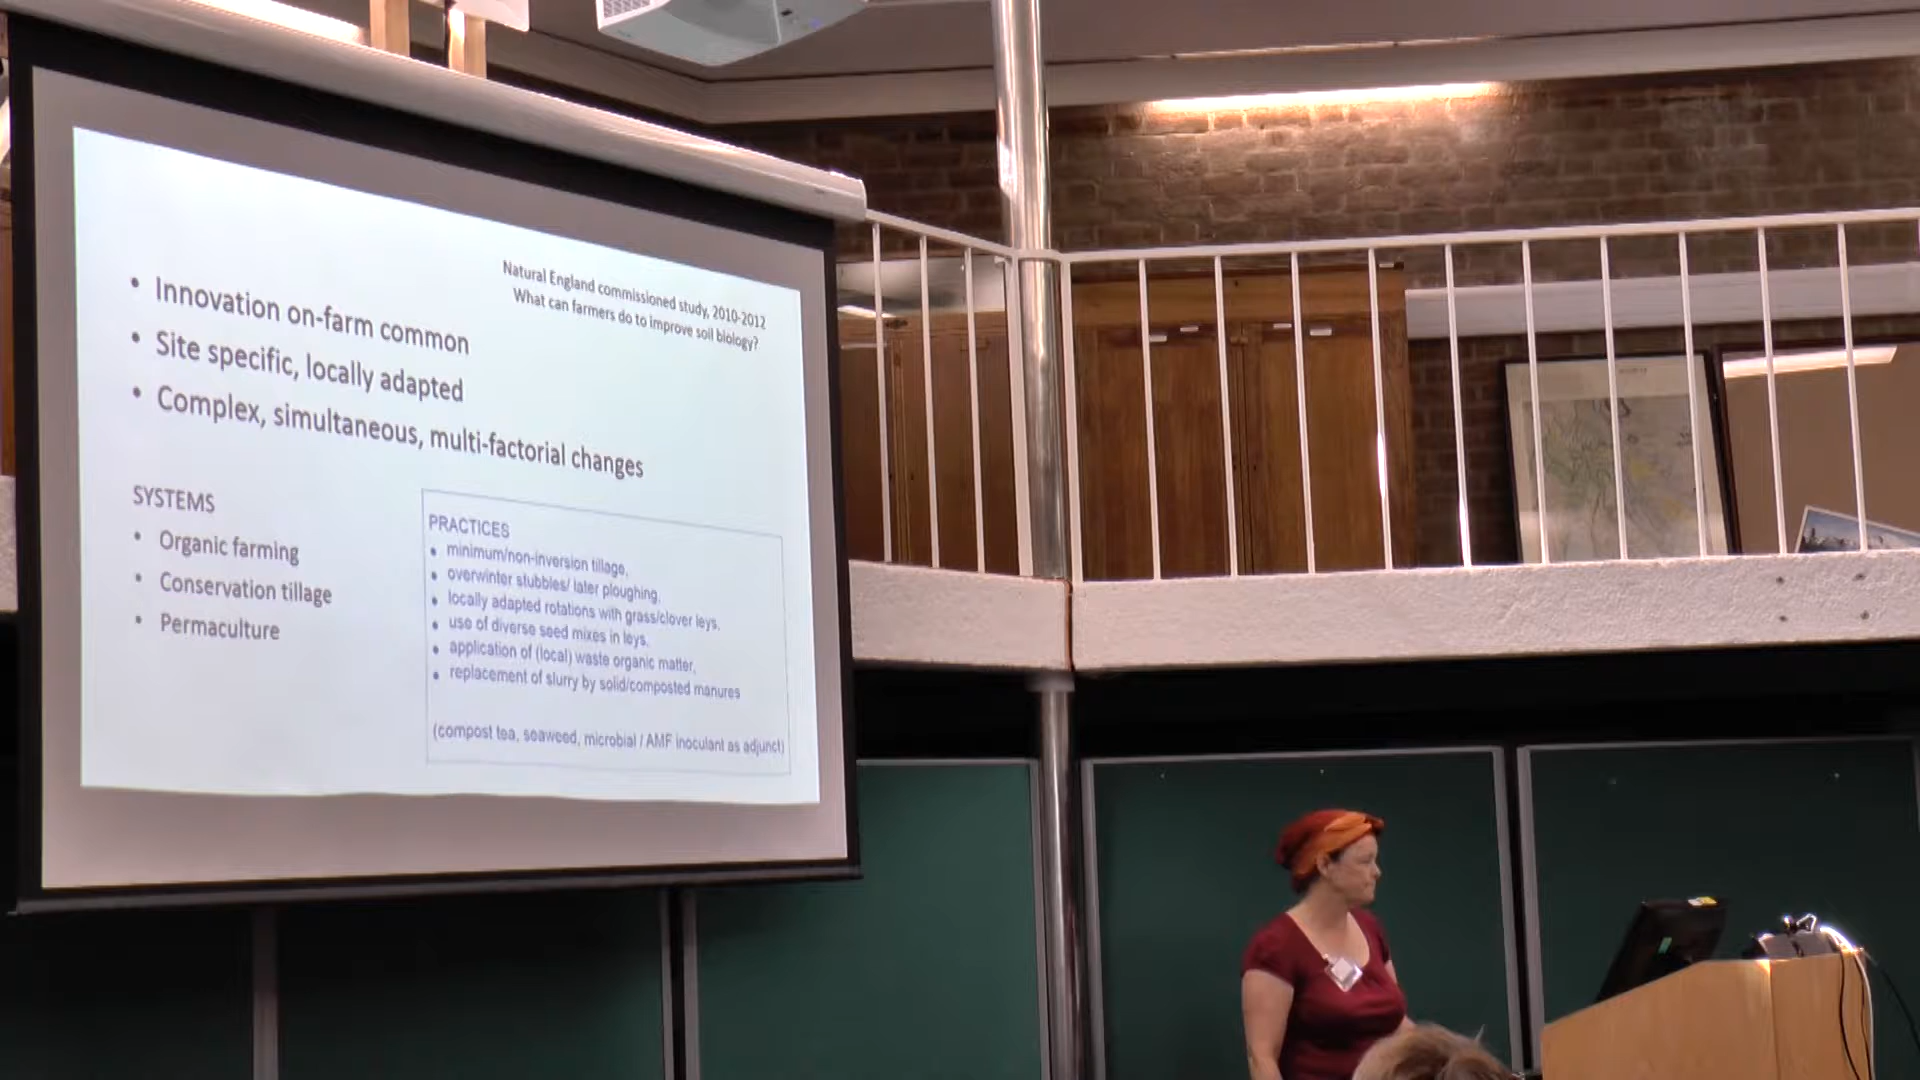 Natural England commissioned study, 2010-2012
What can farmers do to improve soil biology?
• Innovation on-farm common
• Site specific, locally adapted
• Complex, simultaneous, multi-factorial changes
SYSTEMS
• Organic farming
• Conservation tillage
• Permaculture
PRACTICES
• minimum/non-inversion tillage,
• overwinter stubbles/ later ploughing,
• locally adapted rotations with grass/clover leys,
• use of diverse seed mixes in leys,
• application of (local) waste organic matter,
• replacement of slurry by solid/composted manures
(compost tea, seaweed, microbial / AMF inoculant as adjunct)